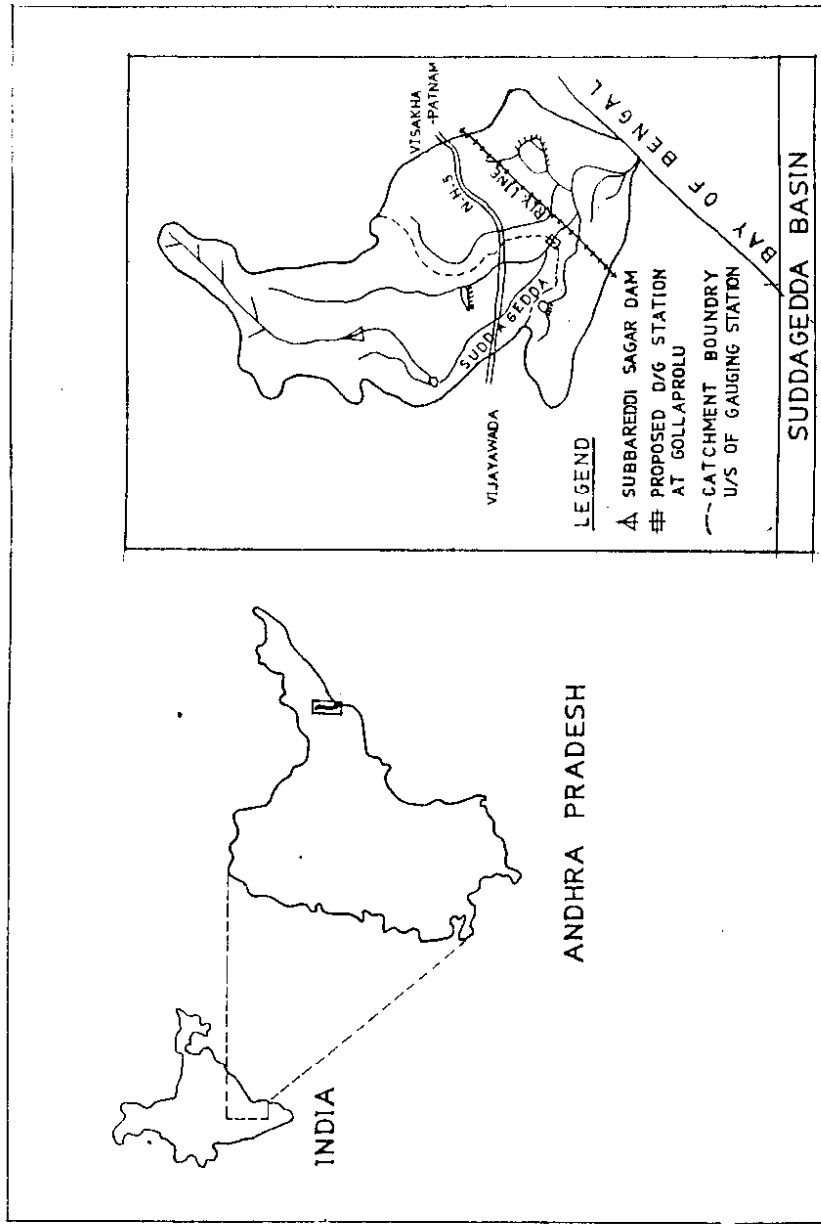 INDIA
ANDHRA PRADESH
VISAKHA
-PATNAM
N.H.5
RLY. LINE
SUDDAGEDDA
VIJAYAWADA
BAY OF BENGAL
LEGEND
SUBBAREDDI SAGAR DAM
PROPOSED D/G STATION
AT GOLLAPROLU
CATCHMENT BOUNDRY
U/S OF GAUGING STATION
SUDDAGEDDA BASIN